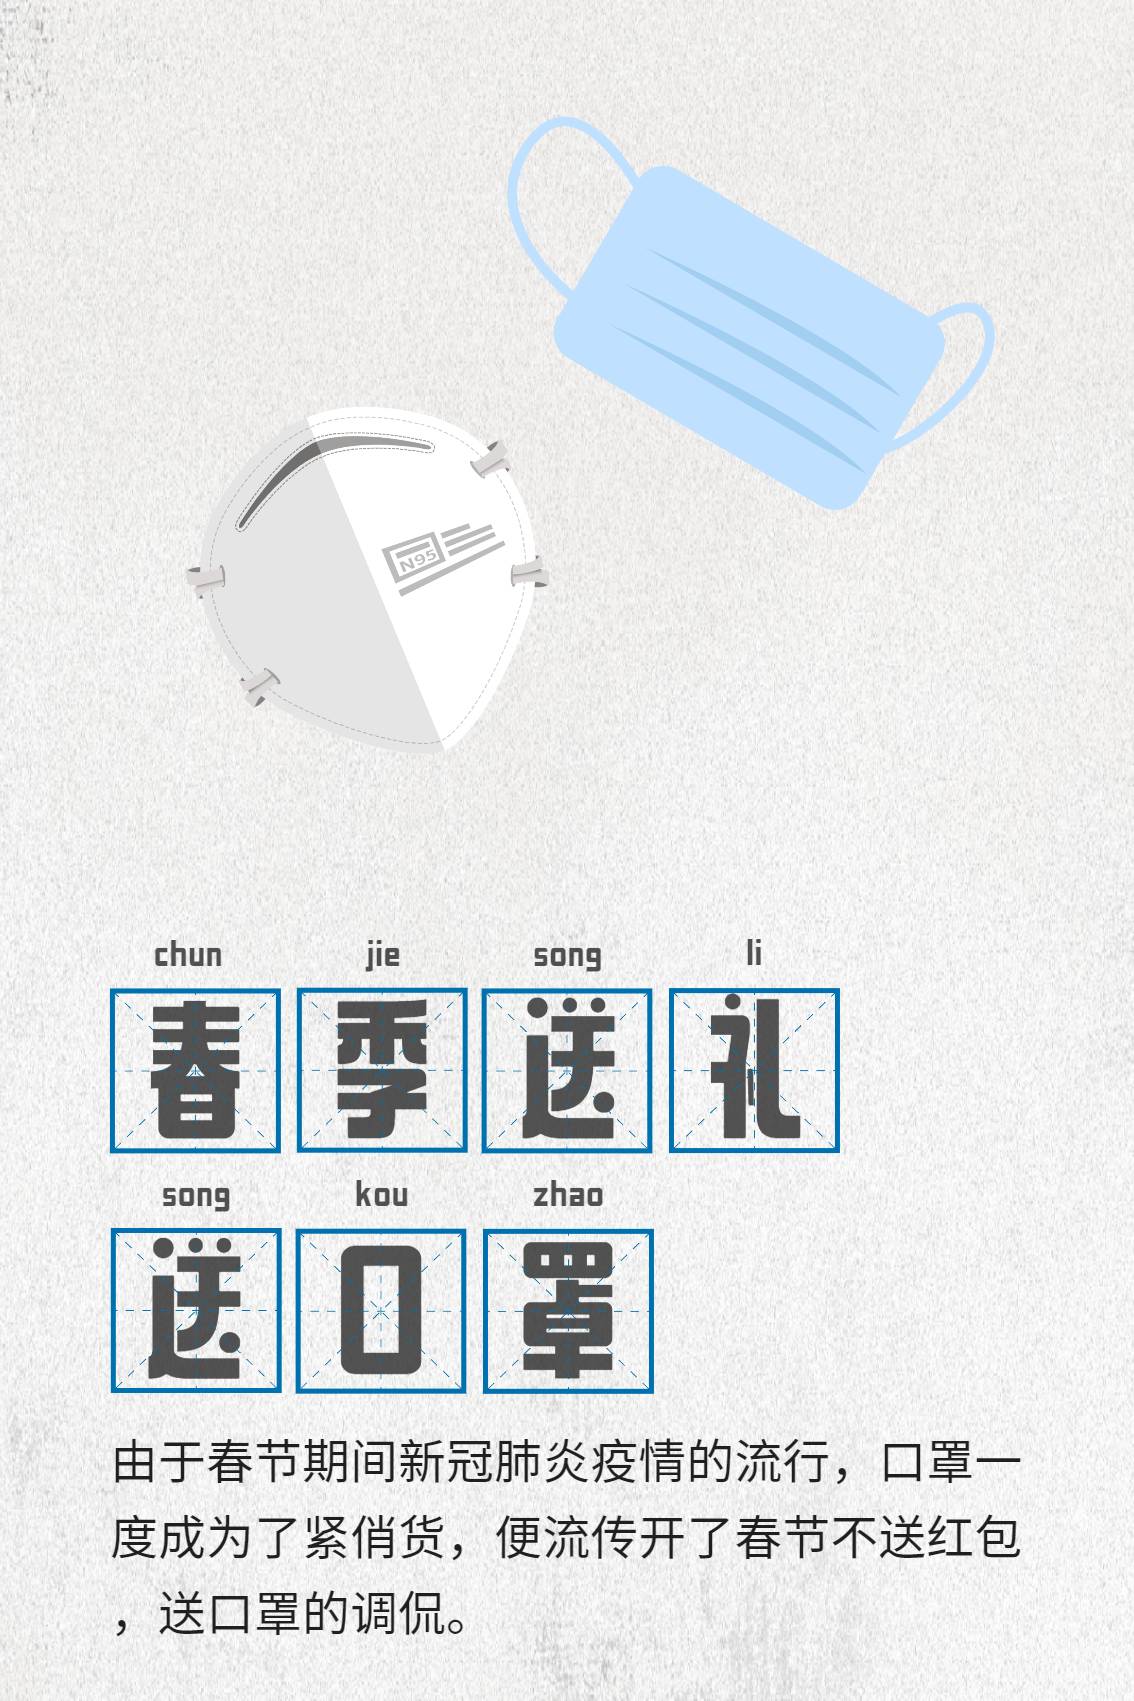 N95
chun jie song li
春季送礼
song kou zhao
送口罩
由于春节期间新冠肺炎疫情的流行，口罩一
度成为了紧俏货，便流传开了春节不送红包
，送口罩的调侃。